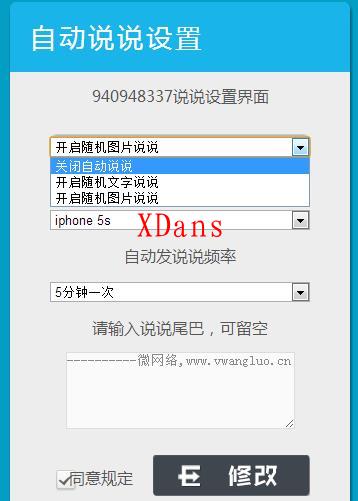 自动说说设置
940948337说说设置界面
开启随机图片说说
关闭自动说说
开启随机文字说说
开启随机图片说说
iphone 5s
XDans
自动发说说频率
5分钟一次
请输入说说尾巴，可留空
----------微网络,www.vwangluo.cn
同意规定
修改